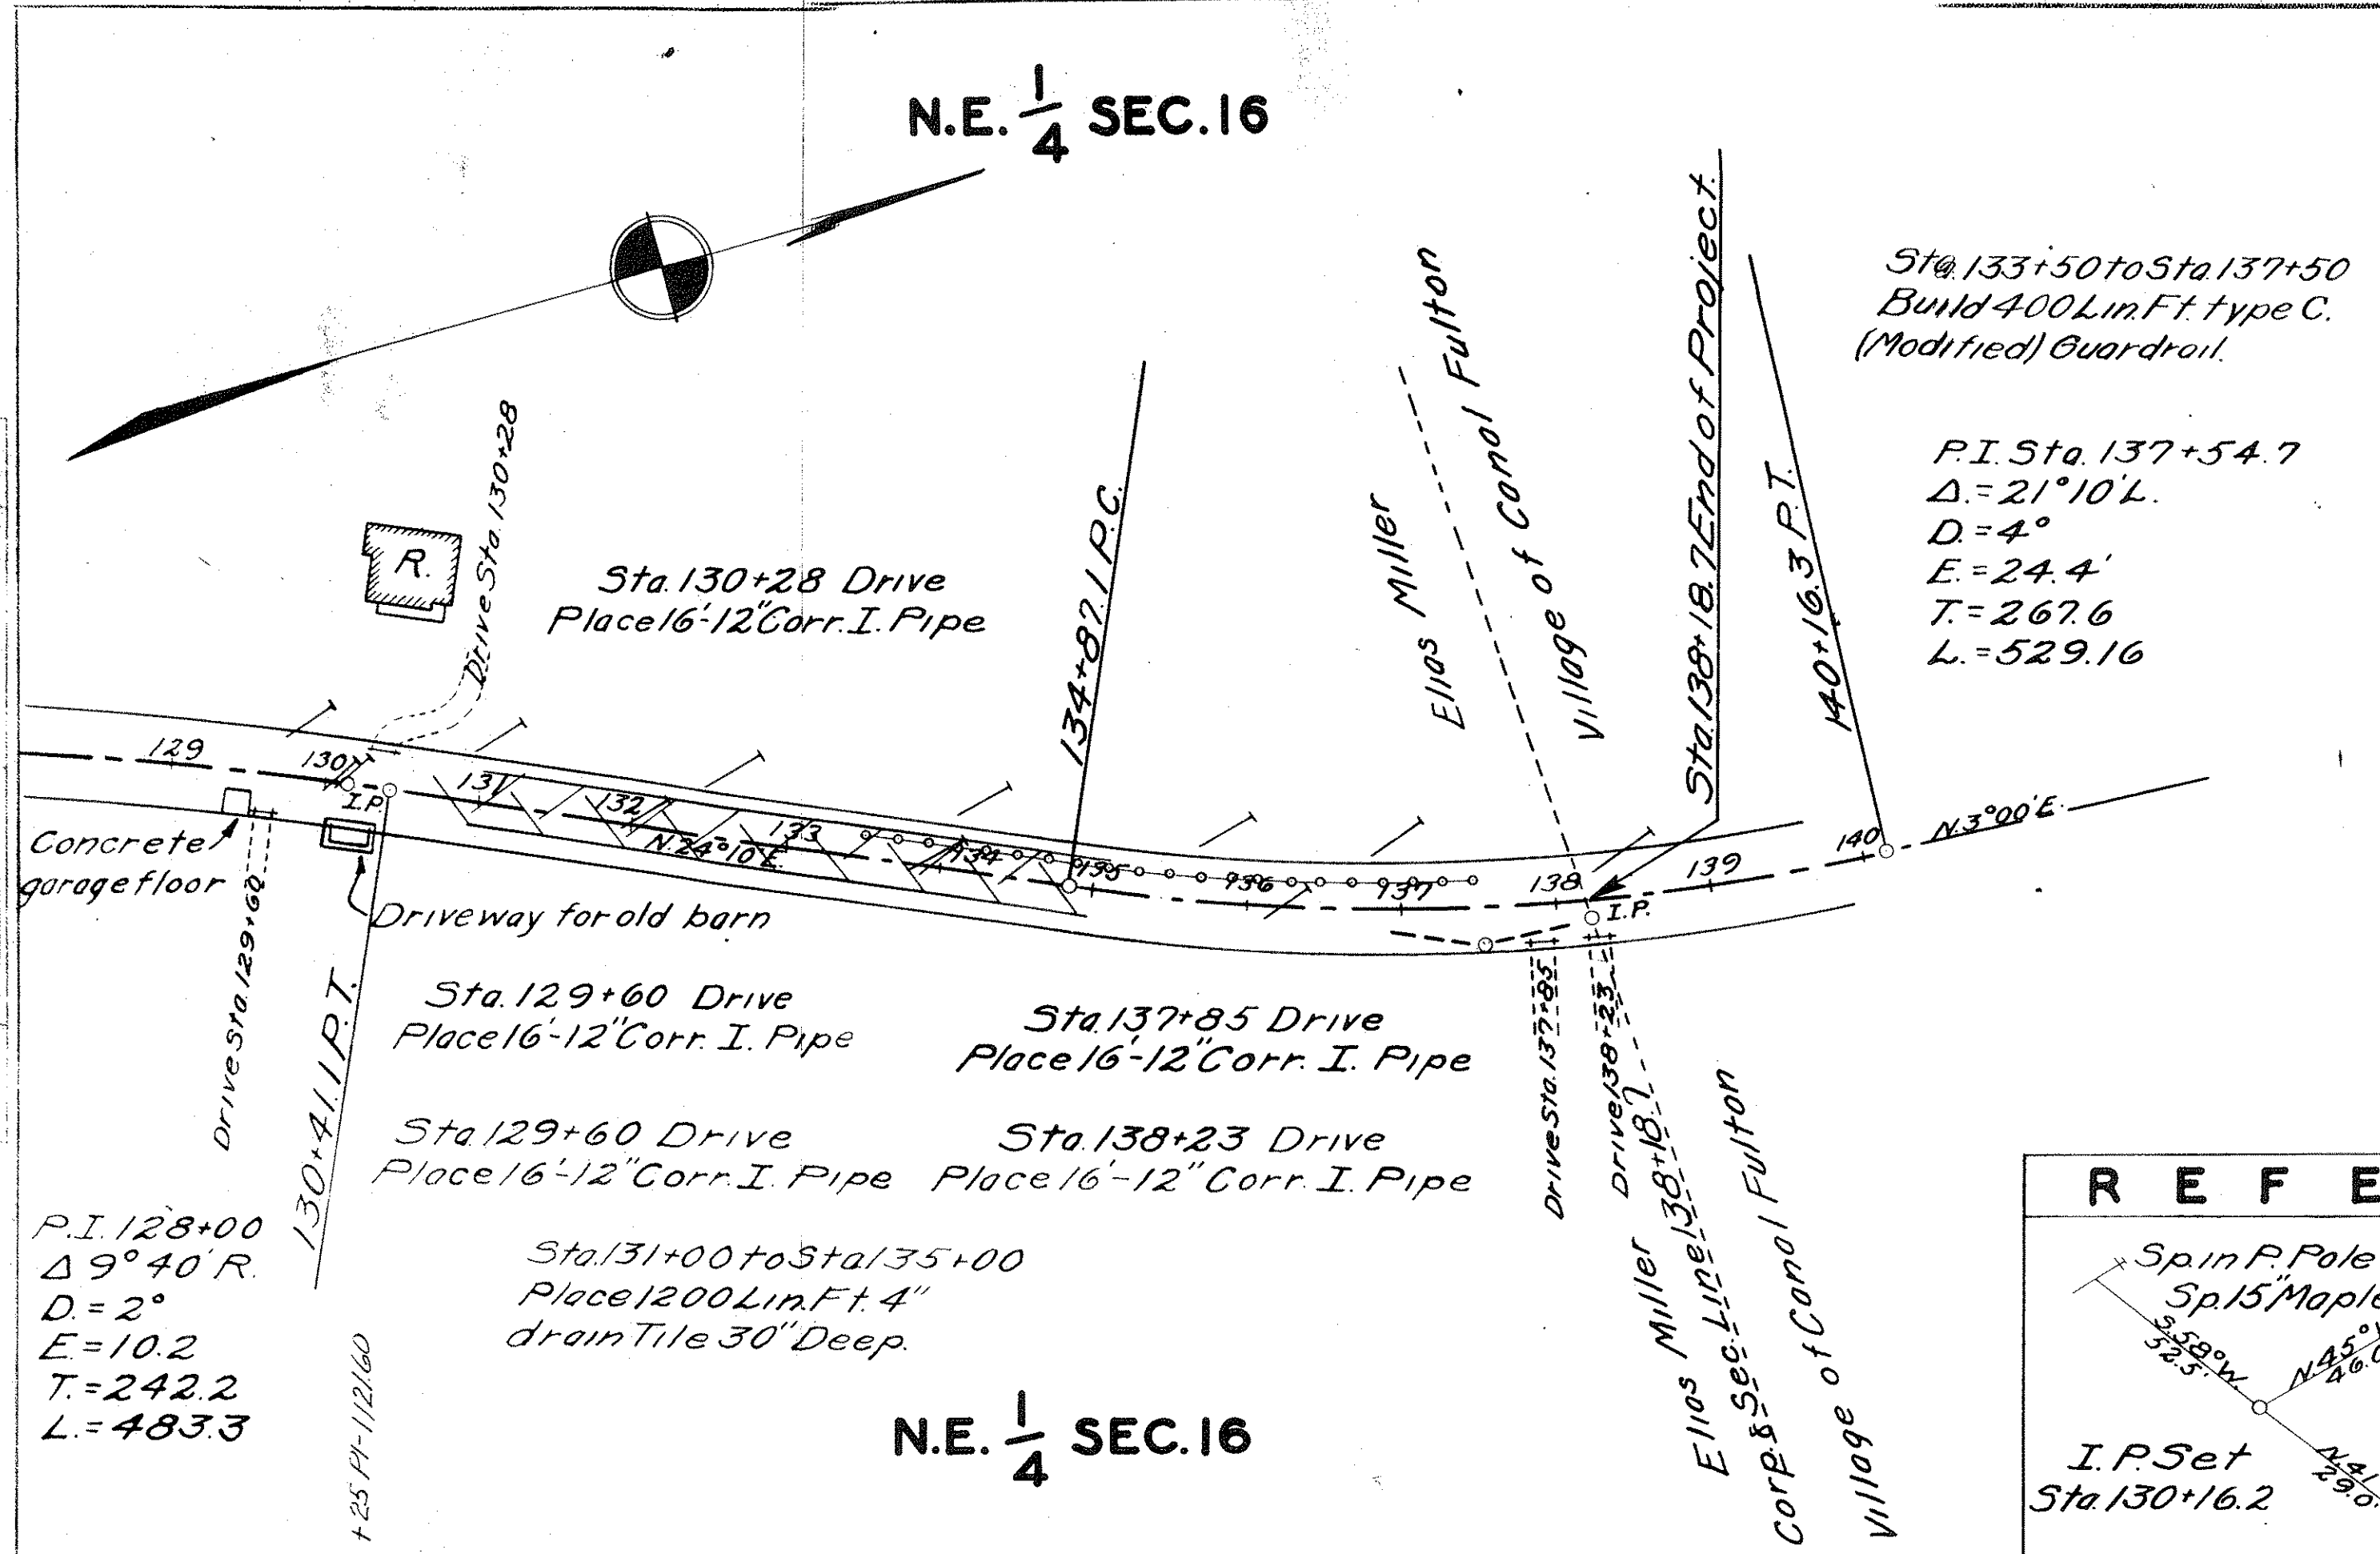 N.E. 1/4 SEC. 16
Sta. 133+50 to Sta. 137+50
Build 400 Lin. Ft. type C.
(Modified) Guardrail.
P.I. Sta. 137+54.7
Δ.=21°10'L.
D.=4°
E.=24.4'
T.=267.6
L.=529.16
Drive Sta. 130+28
R.
Sta. 130+28 Drive
Place 16'-12" Corr. I. Pipe
134+87.1 P.C.
Elias Miller
Village of Canal Fulton
Sta. 138+18.7 End of Project.
140+16.3 P.T.
129
130
131
132
133
134
135
136
137
138
139
140
I.P.
N.24°10'E.
I.P.
N.3°00'E.
Concrete
garage floor
Driveway for old barn
Drive Sta. 129+60
130+41.1 P.T.
Sta. 129+60 Drive
Place 16'-12" Corr. I. Pipe
Sta. 137+85 Drive
Place 16'-12" Corr. I. Pipe
Sta. 129+60 Drive
Place 16'-12" Corr. I. Pipe
Sta. 138+23 Drive
Place 16'-12" Corr. I. Pipe
Drive Sta. 137+85
Drive 138+23
Elias Miller
Corp. & Sec. Line 138+18.7
Village of Canal Fulton
P.I. 128+00
Δ 9°40' R.
D.=2°
E.=10.2
T.=242.2
L.=483.3
Sta. 131+00 to Sta 135+00
Place 1200 Lin. Ft. 4"
drain Tile 30" Deep.
N.E. 1/4 SEC. 16
R E F E
Sp. in P. Pole
Sp. 15" Maple
S.58°W.
52.5'
N.45°
46.0
N.41
29.0
I.P. Set
Sta. 130+16.2